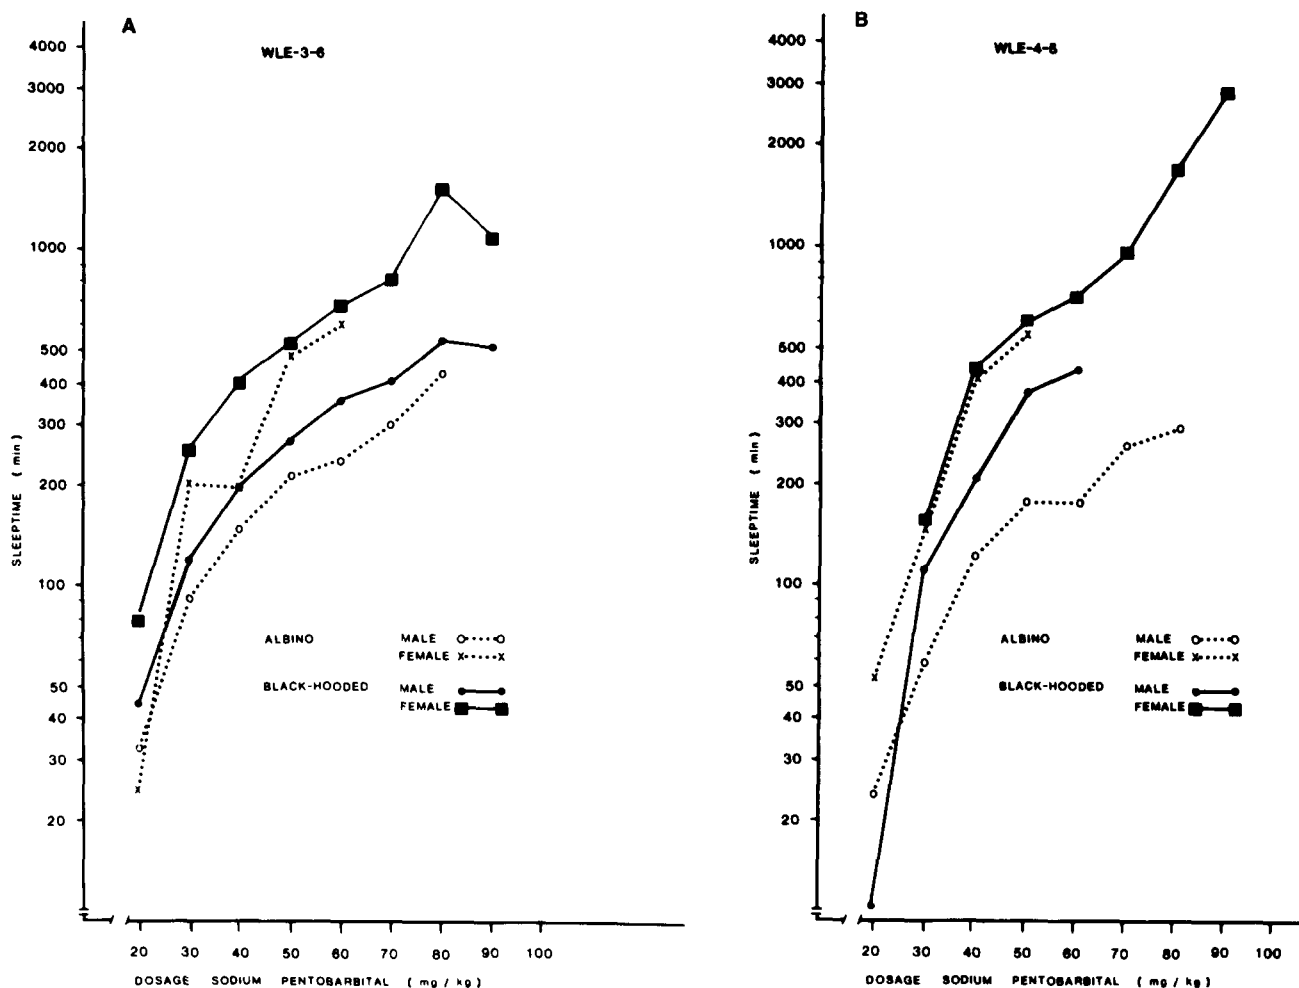 A
WLE-3-6
4000
3000
2000
1000
500
400
300
200
100
50
40
30
20
SLEEPTIME ( min )
ALBINO MALE
FEMALE
BLACK-HOODED MALE
FEMALE
20 30 40 50 60 70 80 90 100
DOSAGE SODIUM PENTOBARBITAL ( mg / kg )
B
WLE-4-5
4000
3000
2000
1000
500
400
300
200
100
50
40
30
20
SLEEPTIME ( min )
ALBINO MALE
FEMALE
BLACK-HOODED MALE
FEMALE
20 30 40 50 60 70 80 90 100
DOSAGE SODIUM PENTOBARBITAL ( mg / kg )